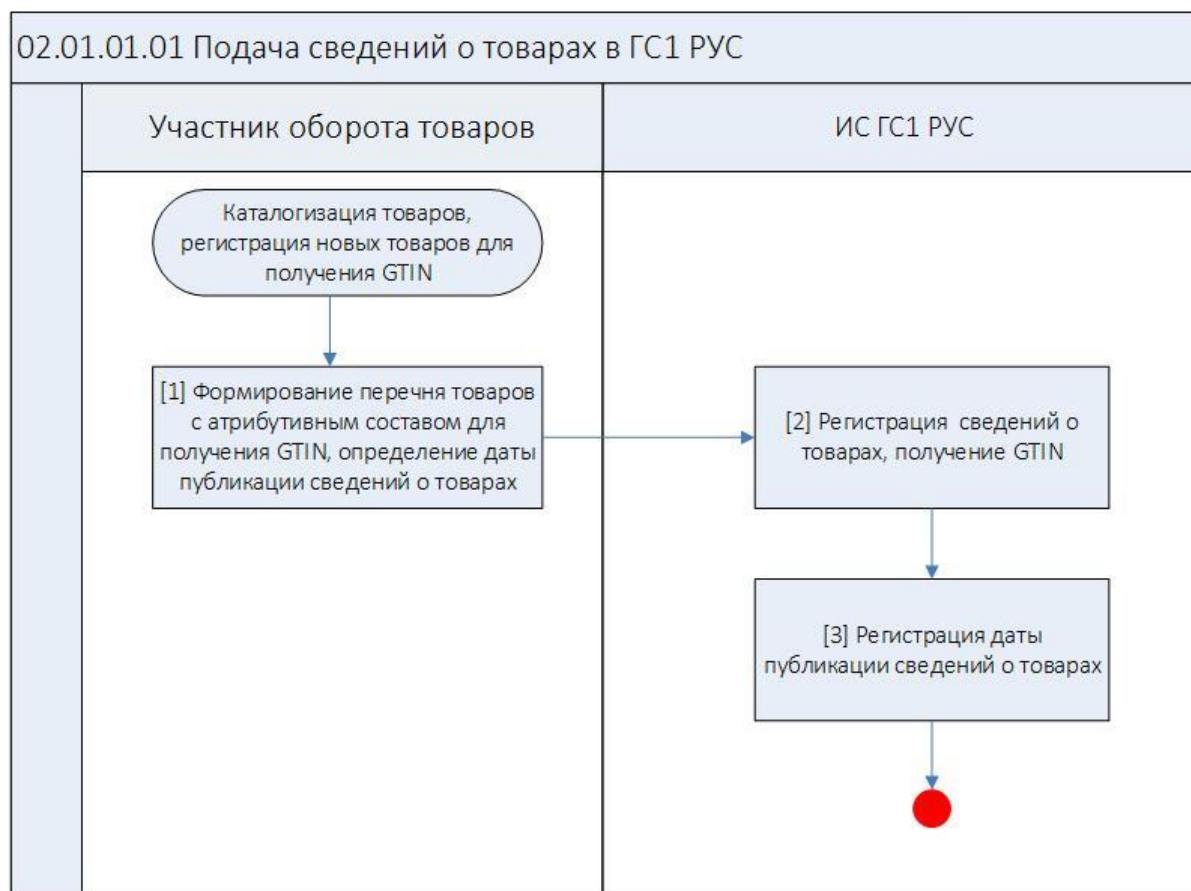 02.01.01.01 Подача сведений о товарах в ГС1 РУС
Участник оборота товаров
ИС ГС1 РУС
Каталогизация товаров,
регистрация новых товаров для
получения GTIN
[1] Формирование перечня товаров
с атрибутивным составом для
получения GTIN, определение даты
публикации сведений о товарах
[2] Регистрация сведений о
товарах, получение GTIN
[3] Регистрация даты
публикации сведений о товарах